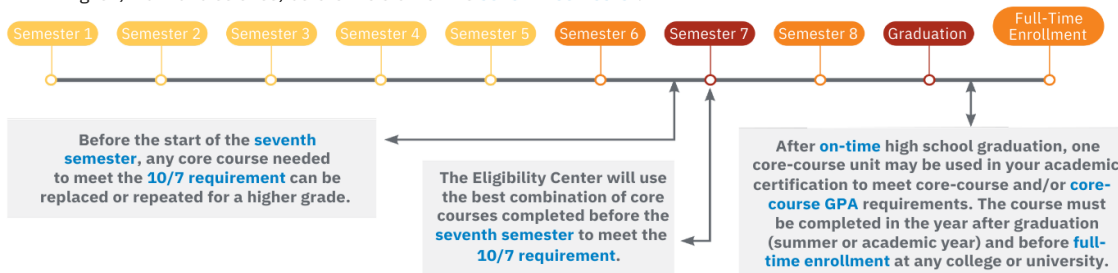 Semester 1
Semester 2
Semester 3
Semester 4
Semester 5
Semester 6
Semester 7
Semester 8
Graduation
Full-Time
Enrollment
Before the start of the seventh
semester, any core course needed
to meet the 10/7 requirement can be
replaced or repeated for a higher grade.
The Eligibility Center will use
the best combination of core
courses completed before the
seventh semester to meet the
10/7 requirement.
After on-time high school graduation, one
core-course unit may be used in your academic
certification to meet core-course and/or core-
course GPA requirements. The course must
be completed in the year after graduation
(summer or academic year) and before full-
time enrollment at any college or university.